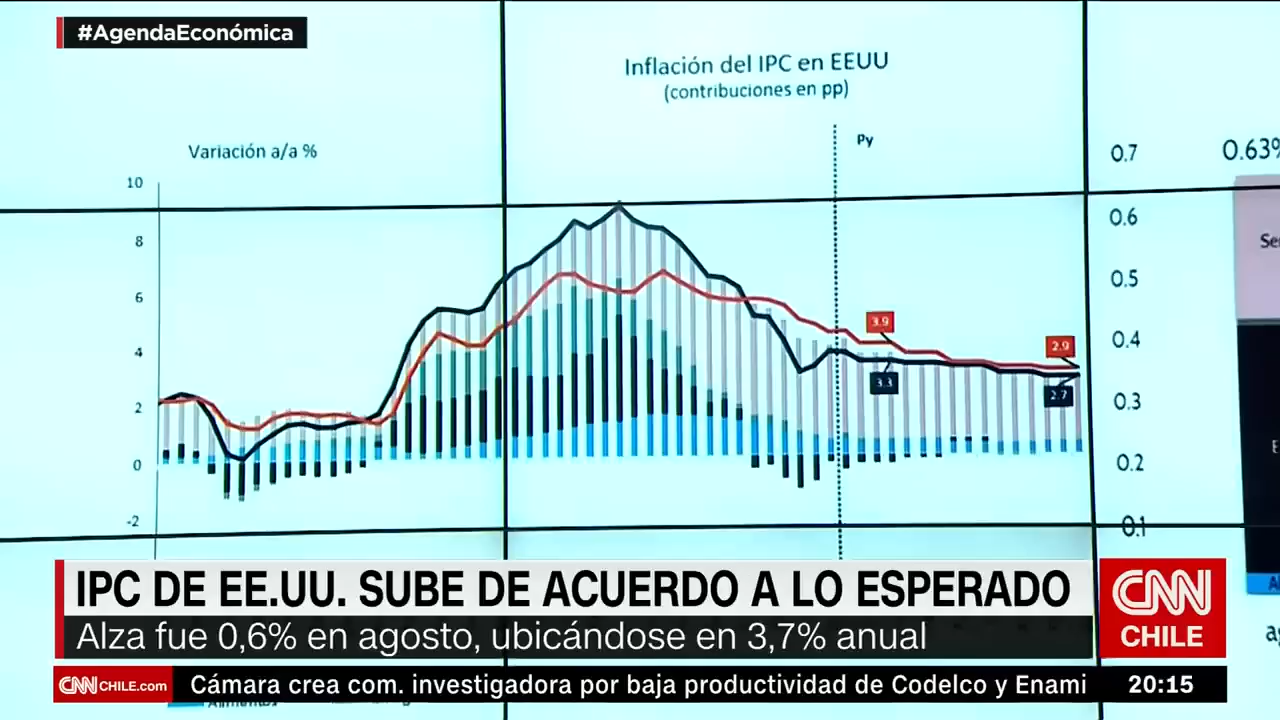 #AgendaEconómica
Inflación del IPC en EEUU
(contribuciones en pp)
Py
Variación a/a %
10
8
6
4
2
0
-2
3.9
3.3
2.9
2.7
0.7
0.6
0.5
0.4
0.3
0.2
0.1
0.63%
IPC DE EE.UU. SUBE DE ACUERDO A LO ESPERADO
Alza fue 0,6% en agosto, ubicándose en 3,7% anual
CNN
CHILE
CNNCHILE.com
Cámara crea com. investigadora por baja productividad de Codelco y Enami
20:15